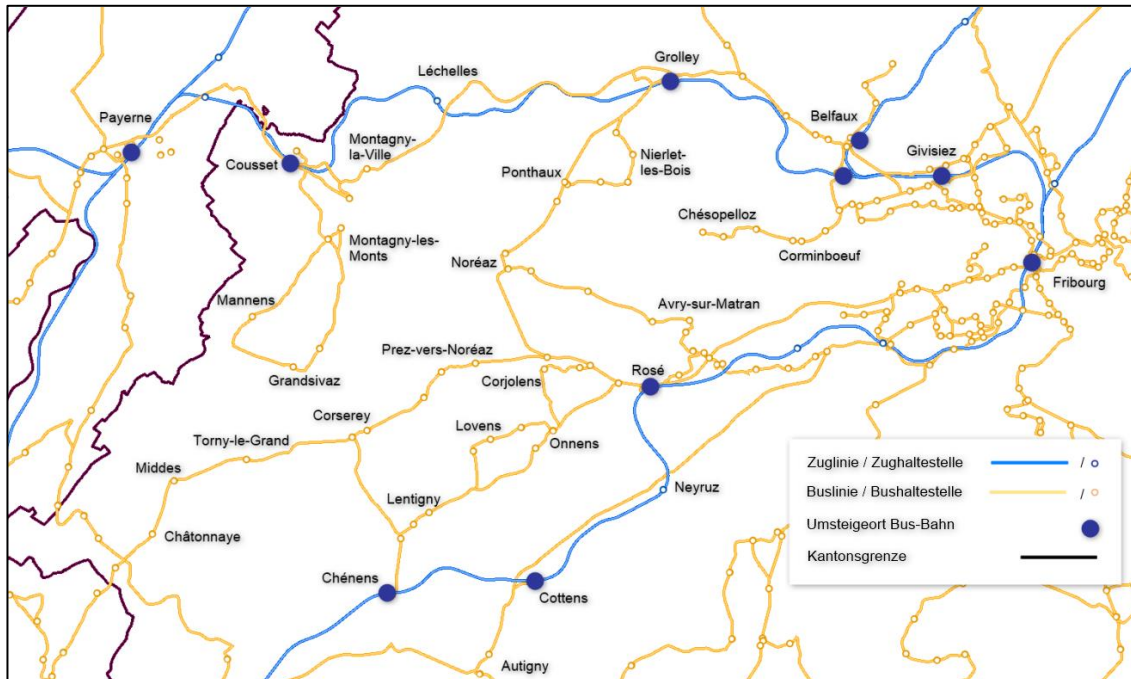 Grolley
Léchelles
Payerne
Belfaux
Montagny-
la-Ville
Givisiez
Cousset
Nierlet-
les-Bois
Ponthaux
Chésopelloz
Montagny-les-
Monts
Noréaz
Corminboeuf
Fribourg
Mannens
Avry-sur-Matran
Prez-vers-Noréaz
Rosé
Grandsivaz
Corjolens
Corserey
Lovens
Torny-le-Grand
Onnens
Middes
Neyruz
Lentigny
Châtonnaye
Chénens
Cottens
Autigny
Zuglinie / Zughaltestelle /
Buslinie / Bushaltestelle /
Umsteigeort Bus-Bahn
Kantonsgrenze